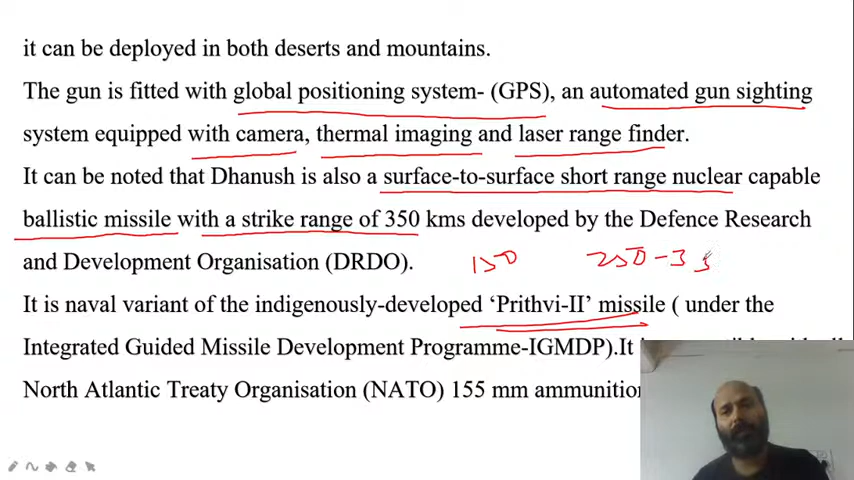 it can be deployed in both deserts and mountains.
The gun is fitted with global positioning system- (GPS), an automated gun sighting
system equipped with camera, thermal imaging and laser range finder.
It can be noted that Dhanush is also a surface-to-surface short range nuclear capable
ballistic missile with a strike range of 350 kms developed by the Defence Research
and Development Organisation (DRDO).
150 250-3
It is naval variant of the indigenously-developed ‘Prithvi-II’ missile ( under the
Integrated Guided Missile Development Programme-IGMDP).It
North Atlantic Treaty Organisation (NATO) 155 mm ammunition